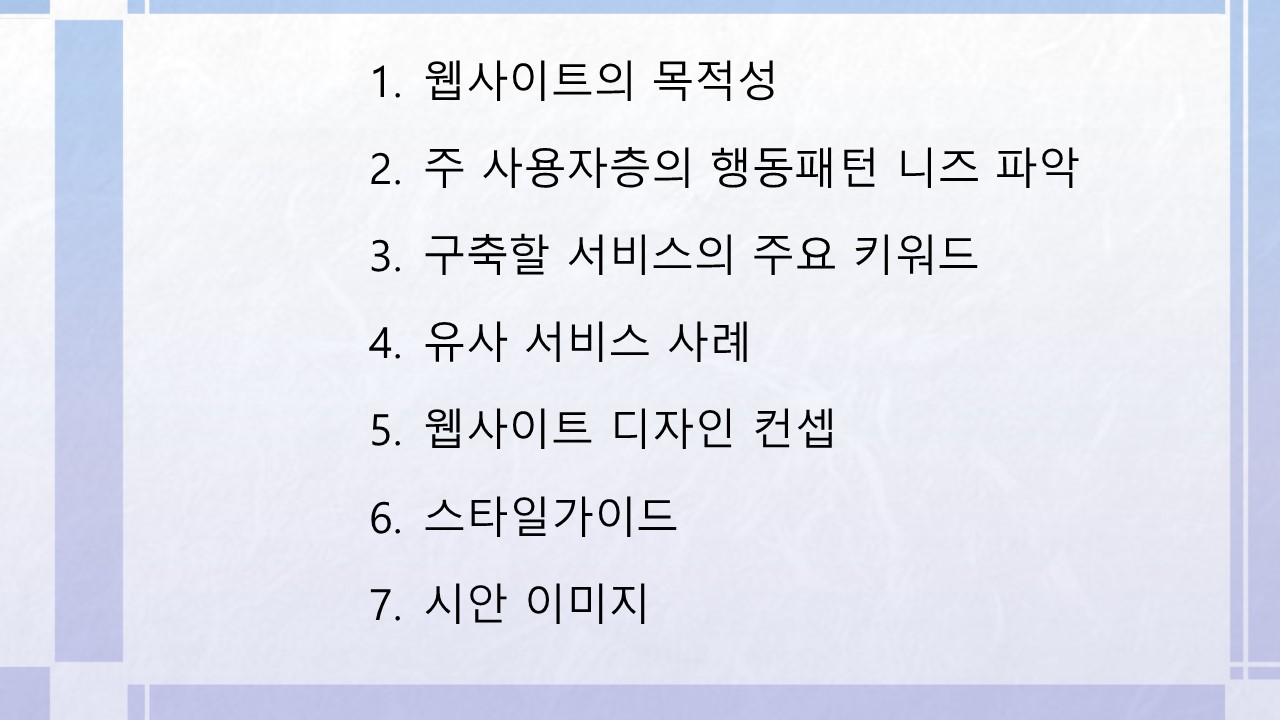 1. 웹사이트의 목적성
2. 주 사용자층의 행동패턴 니즈 파악
3. 구축할 서비스의 주요 키워드
4. 유사 서비스 사례
5. 웹사이트 디자인 컨셉
6. 스타일가이드
7. 시안 이미지